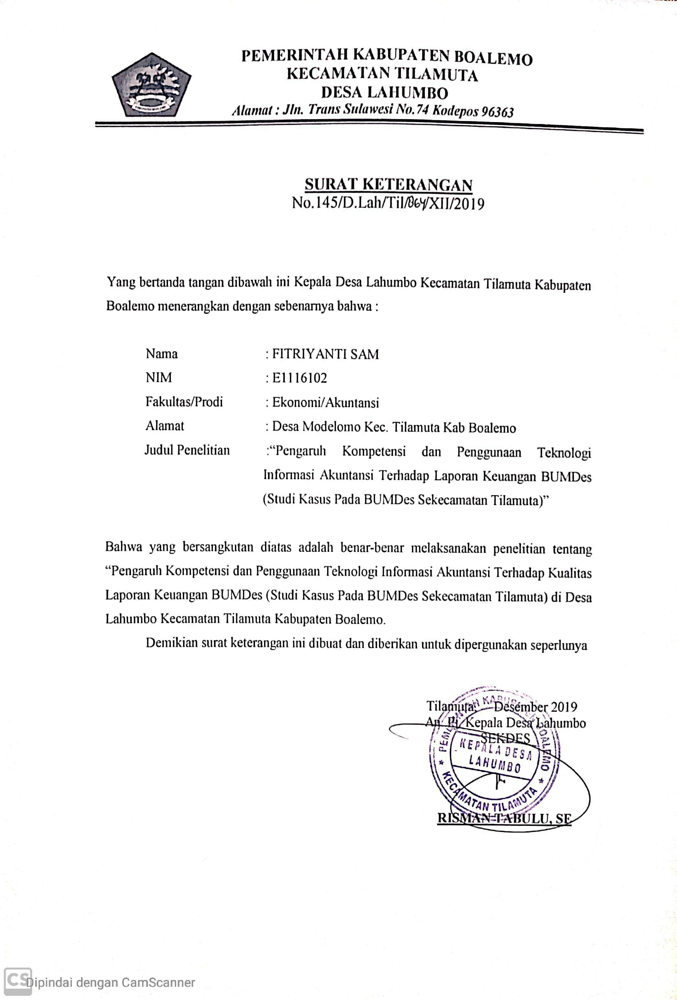 PEMERINTAH KABUPATEN BOALEMO
KECAMATAN TILAMUTA
DESA LAHUMBO
Alamat : Jln. Trans Sulawesi No. 74 Kodepos 96363
SURAT KETERANGAN
No.145/D.Lah/Til/864/XII/2019
Yang bertanda tangan dibawah ini Kepala Desa Lahumbo Kecamatan Tilamuta Kabupaten
Boalemo menerangkan dengan sebenarnya bahwa :
Nama : FITRIYANTI SAM
NIM : E1116102
Fakultas/Prodi : Ekonomi/Akuntansi
Alamat : Desa Modelomo Kec. Tilamuta Kab Boalemo
Judul Penelitian :“Pengaruh Kompetensi dan Penggunaan Teknologi
Informasi Akuntansi Terhadap Laporan Keuangan BUMDes
(Studi Kasus Pada BUMDes Sekecamatan Tilamuta)”
Bahwa yang bersangkutan diatas adalah benar-benar melaksanakan penelitian tentang
“Pengaruh Kompetensi dan Penggunaan Teknologi Informasi Akuntansi Terhadap Kualitas
Laporan Keuangan BUMDes (Studi Kasus Pada BUMDes Sekecamatan Tilamuta) di Desa
Lahumbo Kecamatan Tilamuta Kabupaten Boalemo.
Demikian surat keterangan ini dibuat dan diberikan untuk dipergunakan seperlunya
Tilamuta, Desember 2019
An. Pj. Kepala Desa Lahumbo
SEKDES
PEMERINTAH KABUPATEN BOALEMO
KEPALA DESA
LAHUMBO
KECAMATAN TILAMUTA
RISMAN TABULU, SE
CS Dipindai dengan CamScanner